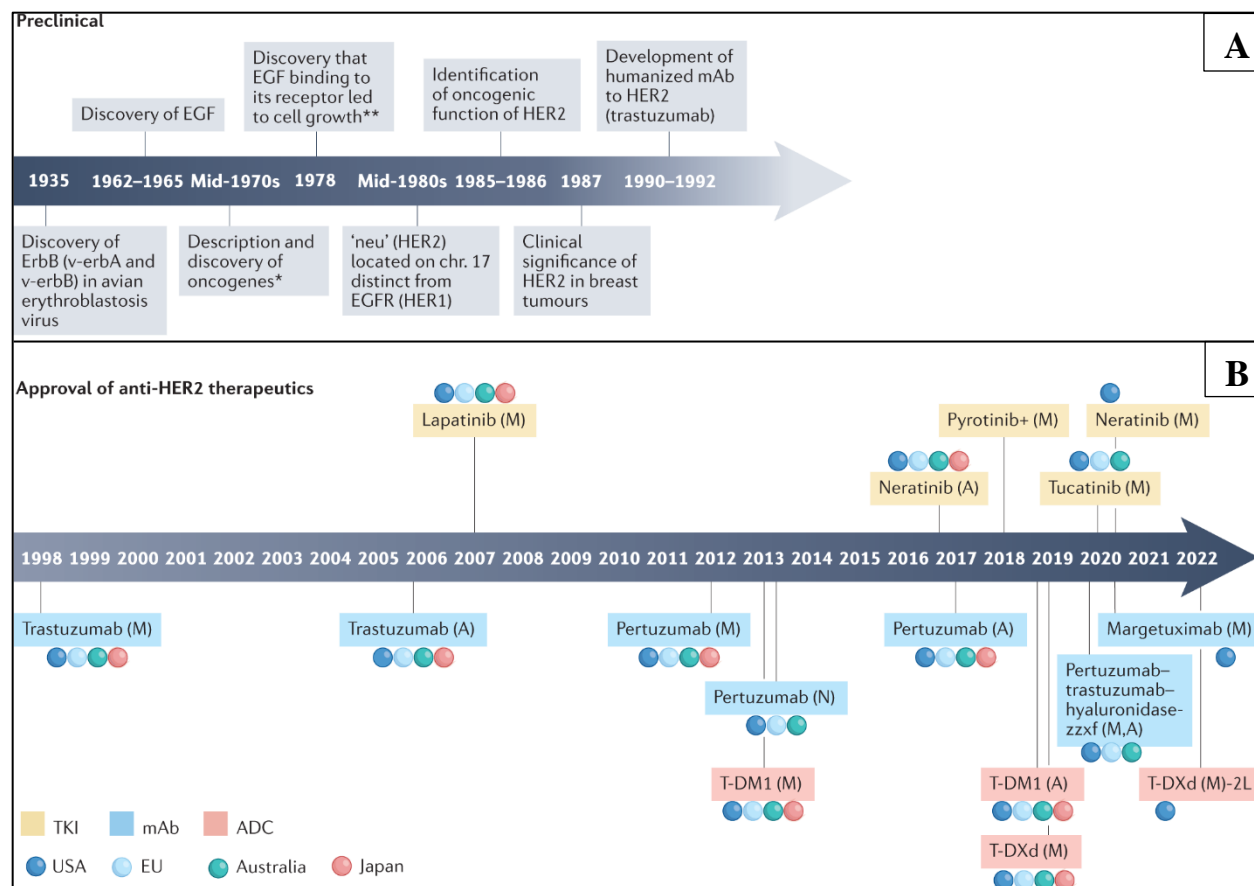 Preclinical
A
Discovery of EGF
Discovery that
EGF binding to
its receptor led
to cell growth**
Identification
of oncogenic
function of HER2
Development of
humanized mAb
to HER2
(trastuzumab)
1935 1962–1965 Mid-1970s 1978 Mid-1980s 1985–1986 1987 1990–1992
Discovery of
ErbB (v-erbA and
v-erbB) in avian
erythroblastosis
virus
Description and
discovery of
oncogenes*
‘neu’ (HER2)
located on chr. 17
distinct from
EGFR (HER1)
Clinical
significance of
HER2 in breast
tumours
B
Approval of anti-HER2 therapeutics
Lapatinib (M)
Pyrotinib+ (M)
Neratinib (M)
Neratinib (A)
Tucatinib (M)
1998 1999 2000 2001 2002 2003 2004 2005 2006 2007 2008 2009 2010 2011 2012 2013 2014 2015 2016 2017 2018 2019 2020 2021 2022
Trastuzumab (M)
Trastuzumab (A)
Pertuzumab (M)
Pertuzumab (A)
Margetuximab (M)
Pertuzumab (N)
Pertuzumab–
trastuzumab–
hyaluronidase-
zzxf (M,A)
T-DM1 (M)
T-DM1 (A)
T-DXd (M)-2L
T-DXd (M)
TKI mAb ADC
USA EU Australia Japan